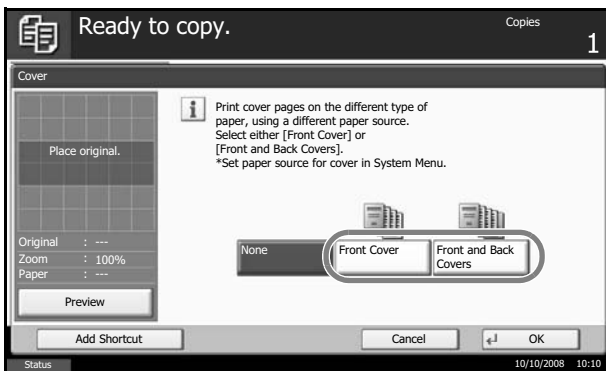 Ready to copy.
Copies
1
Cover
i
Print cover pages on the different type of
paper, using a different paper source.
Select either [Front Cover] or
[Front and Back Covers].
*Set paper source for cover in System Menu.
Place original.
Original : ---
Zoom : 100%
Paper : ---
Preview
None
Front Cover
Front and Back
Covers
Add Shortcut
Cancel
OK
Status
10/10/2008 10:10